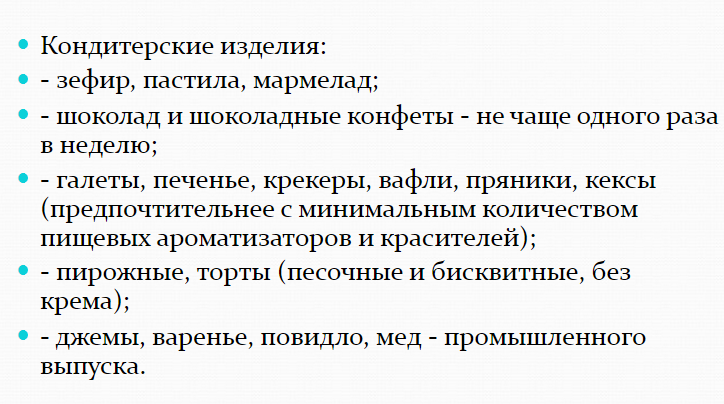 Кондитерские изделия:
- зефир, пастила, мармелад;
- шоколад и шоколадные конфеты - не чаще одного раза
в неделю;
- галеты, печенье, крекеры, вафли, пряники, кексы
(предпочтительнее с минимальным количеством
пищевых ароматизаторов и красителей);
- пирожные, торты (песочные и бисквитные, без
крема);
- джемы, варенье, повидло, мед - промышленного
выпуска.